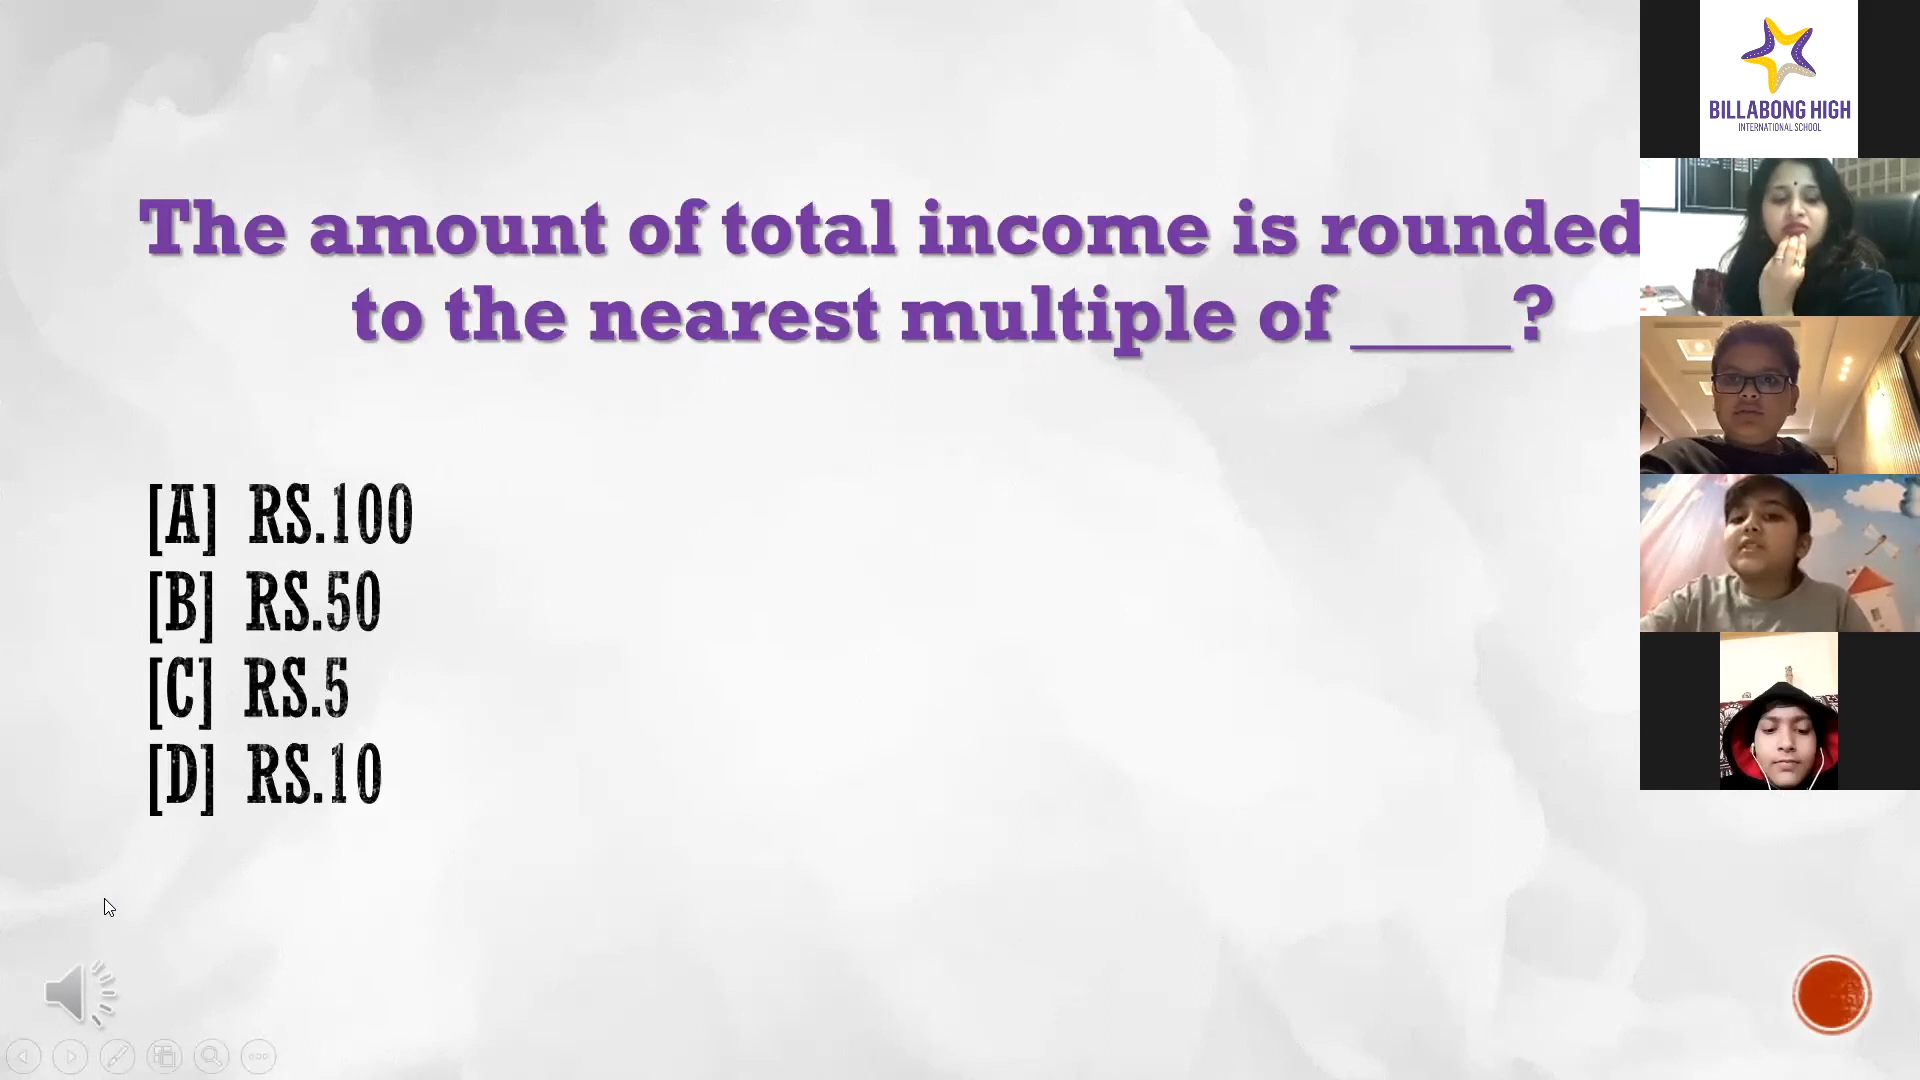 The amount of total income is rounded
to the nearest multiple of _____?
[A] RS.100
[B] RS.50
[C] RS.5
[D] RS.10
BILLABONG HIGH
INTERNATIONAL SCHOOL